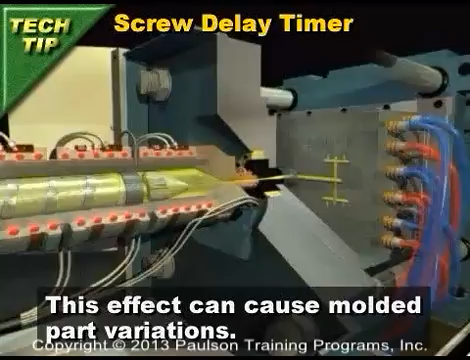 TECH
TIP
Screw Delay Timer
This effect can cause molded
part variations.
Copyright © 2013 Paulson Training Programs, Inc.